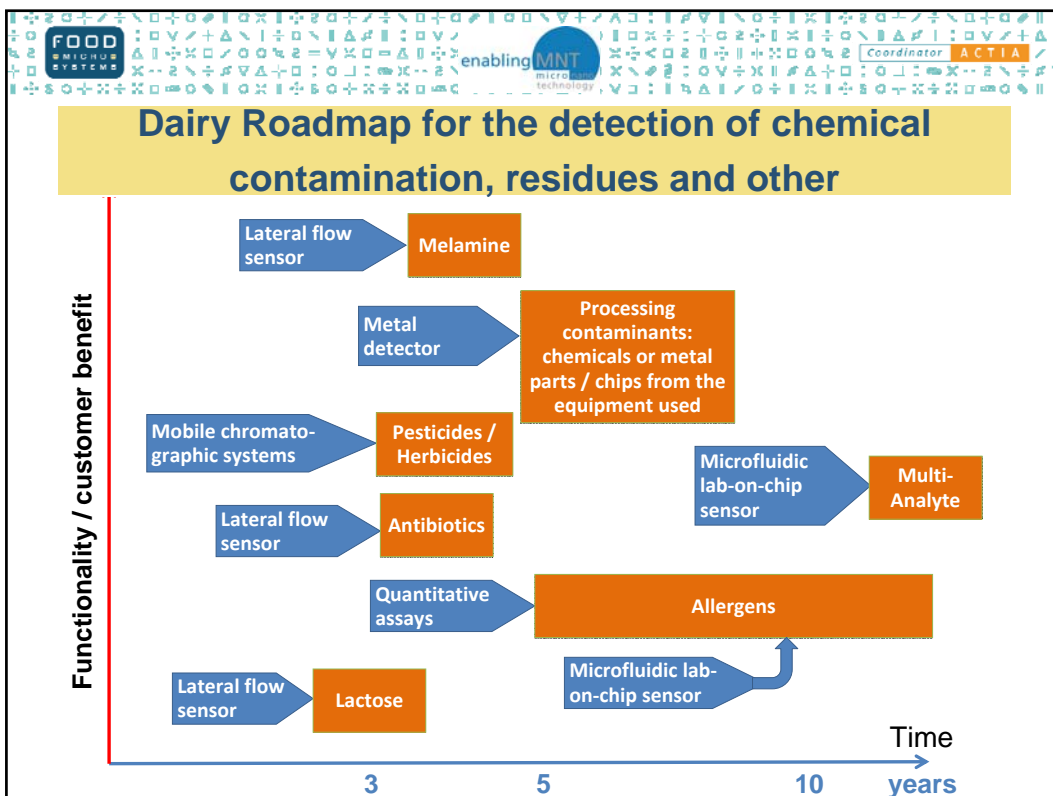 FOOD
MICRO
SYSTEMS
enabling MNT
micro nano
technology
Coordinator ACTIA
Dairy Roadmap for the detection of chemical
contamination, residues and other
Functionality / customer benefit
Lateral flow
sensor
Melamine
Metal
detector
Processing
contaminants:
chemicals or metal
parts / chips from the
equipment used
Mobile chromato-
graphic systems
Pesticides /
Herbicides
Microfluidic
lab-on-chip
sensor
Multi-
Analyte
Lateral flow
sensor
Antibiotics
Quantitative
assays
Allergens
Microfluidic lab-
on-chip sensor
Lateral flow
sensor
Lactose
Time
3
5
10
years